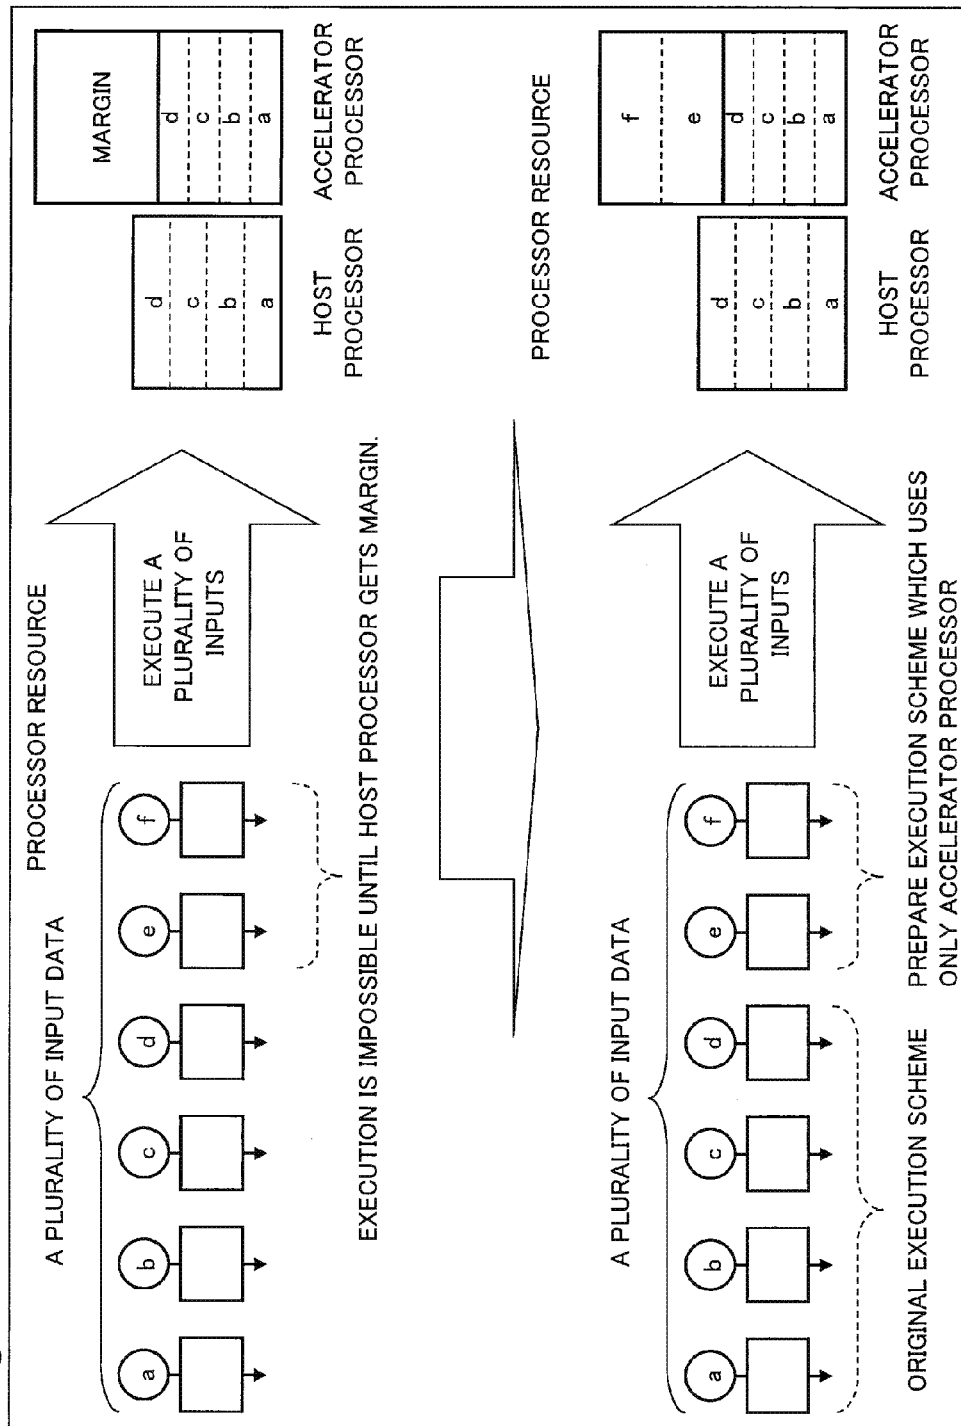 PROCESSOR RESOURCE
A PLURALITY OF INPUT DATA
a b c d e f
EXECUTE A
PLURALITY OF
INPUTS
EXECUTION IS IMPOSSIBLE UNTIL HOST PROCESSOR GETS MARGIN.
d
c
b
a
HOST
PROCESSOR
MARGIN
d
c
b
a
ACCELERATOR
PROCESSOR
PROCESSOR RESOURCE
A PLURALITY OF INPUT DATA
a b c d e f
ORIGINAL EXECUTION SCHEME
PREPARE EXECUTION SCHEME WHICH USES
ONLY ACCELERATOR PROCESSOR
EXECUTE A
PLURALITY OF
INPUTS
d
c
b
a
HOST
PROCESSOR
f
e
d
c
b
a
ACCELERATOR
PROCESSOR